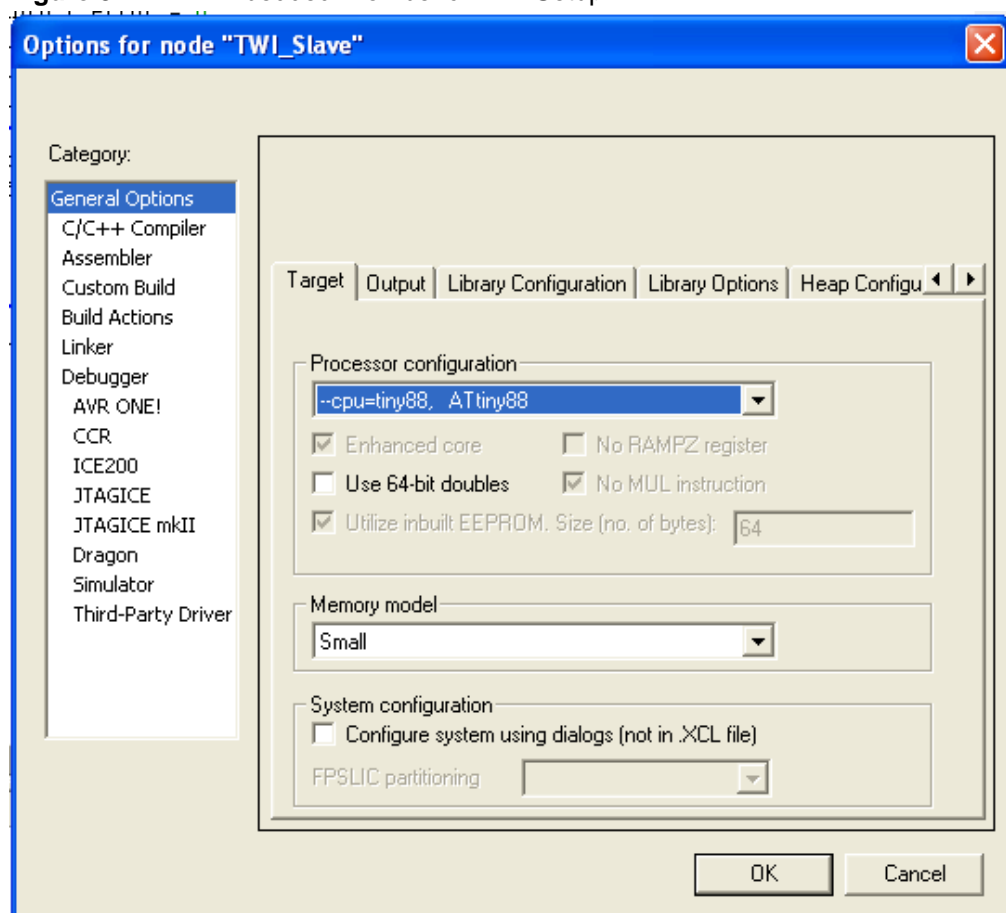 Options for node "TWI_Slave"
Category:
General Options
C/C++ Compiler
Assembler
Custom Build
Build Actions
Linker
Debugger
AVR ONE!
CCR
ICE200
JTAGICE
JTAGICE mkII
Dragon
Simulator
Third-Party Driver
Target Output Library Configuration Library Options Heap Configu
Processor configuration
--cpu=tiny88, ATtiny88
Enhanced core No RAMPZ register
Use 64-bit doubles No MUL instruction
Utilize inbuilt EEPROM. Size (no. of bytes): 64
Memory model
Small
System configuration
Configure system using dialogs (not in .XCL file)
FPSLIC partitioning
OK Cancel